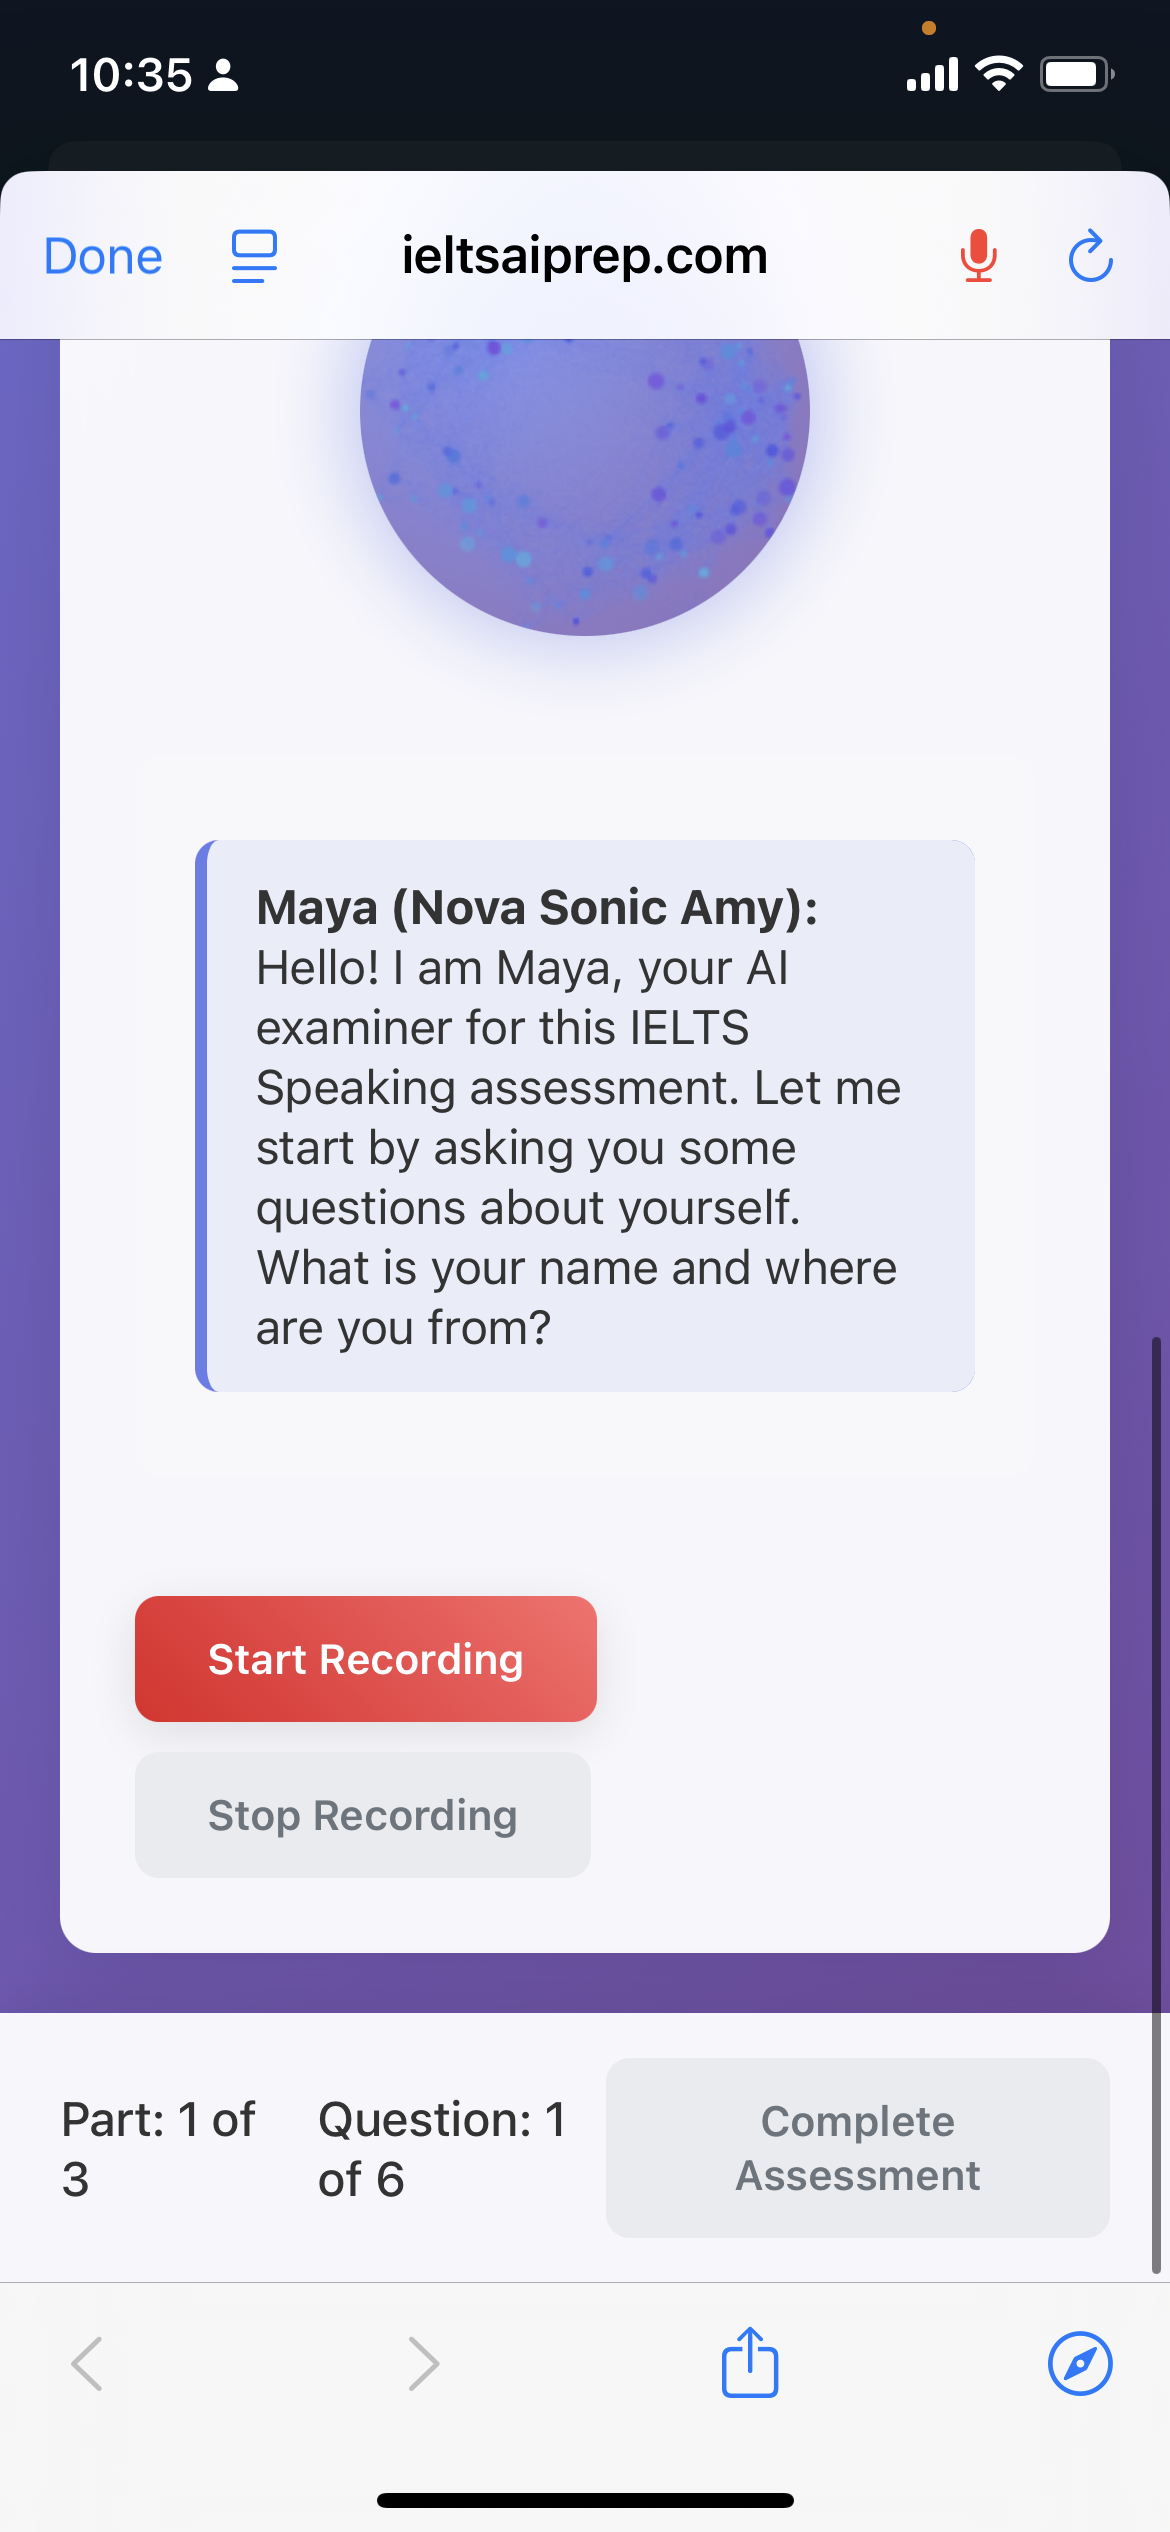 10:35
Done
ieltsaiprep.com
Maya (Nova Sonic Amy):
Hello! I am Maya, your AI
examiner for this IELTS
Speaking assessment. Let me
start by asking you some
questions about yourself.
What is your name and where
are you from?
Start Recording
Stop Recording
Part: 1 of
3
Question: 1
of 6
Complete
Assessment